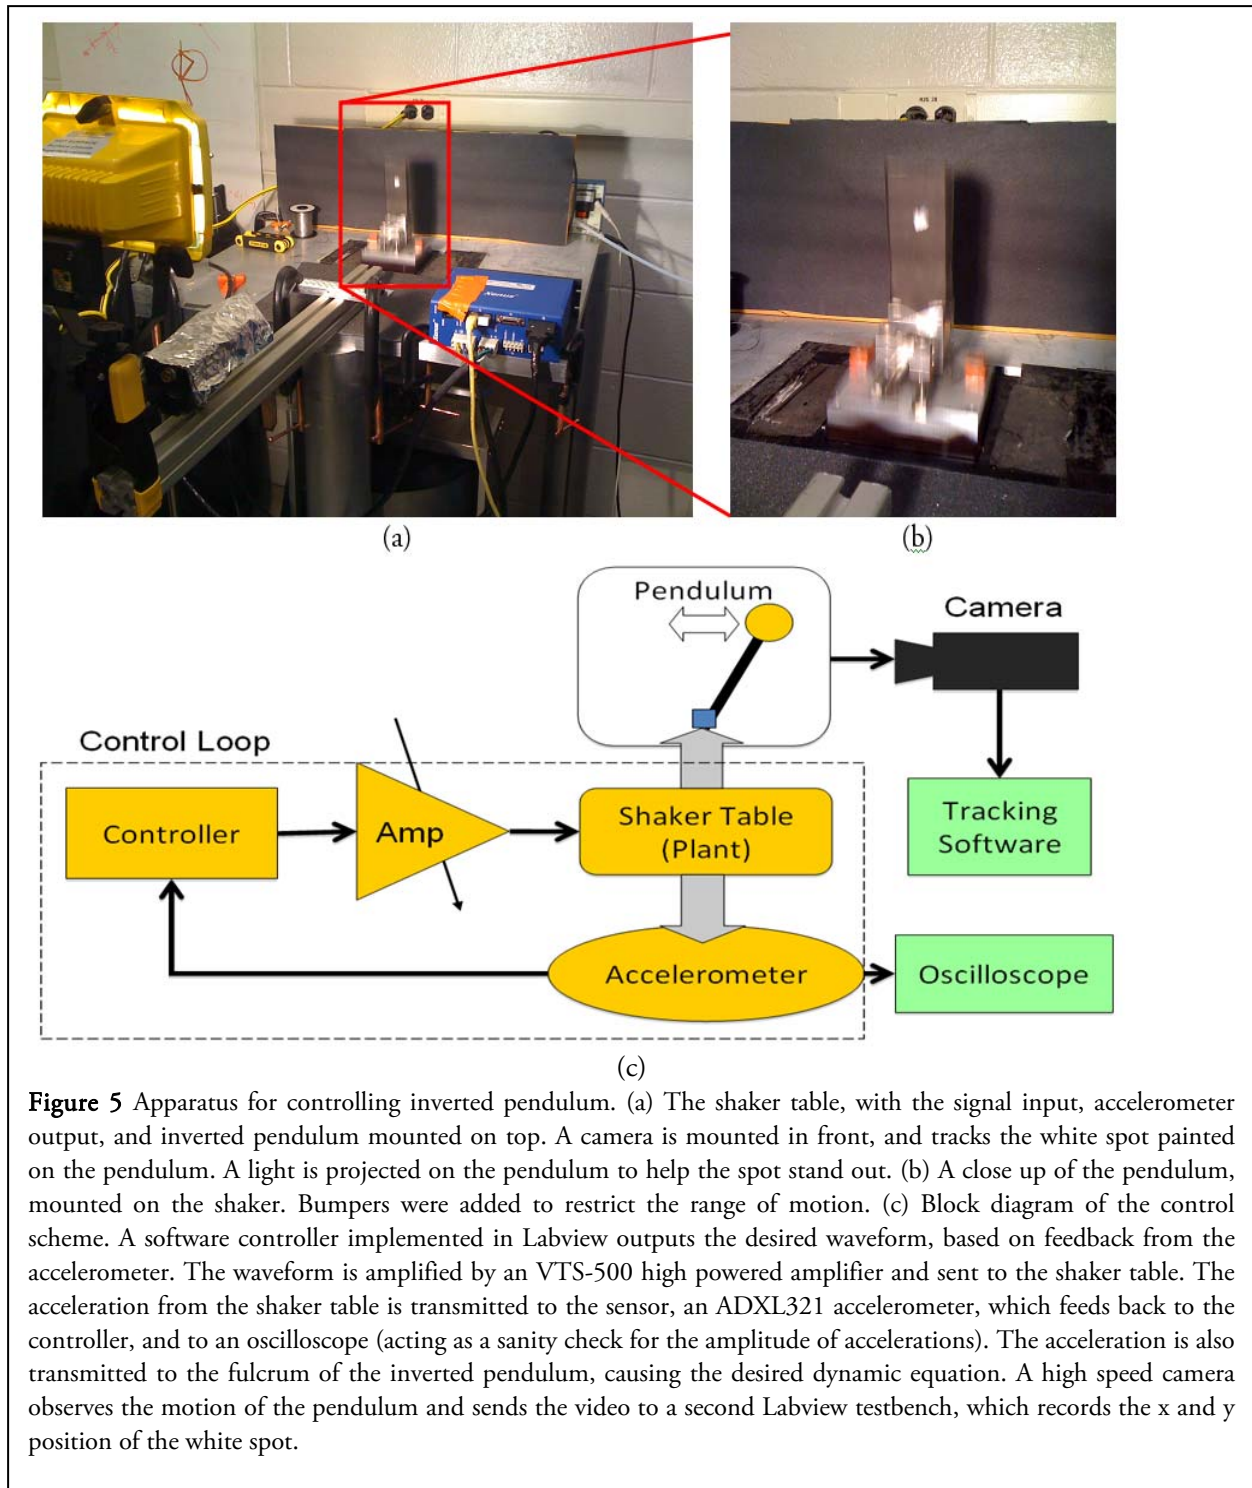 (a)
(b)
Pendulum
Camera
Control Loop
Controller
Amp
Shaker Table
(Plant)
Tracking
Software
Accelerometer
Oscilloscope
(c)
Figure 5 Apparatus for controlling inverted pendulum. (a) The shaker table, with the signal input, accelerometer
output, and inverted pendulum mounted on top. A camera is mounted in front, and tracks the white spot painted
on the pendulum. A light is projected on the pendulum to help the spot stand out. (b) A close up of the pendulum,
mounted on the shaker. Bumpers were added to restrict the range of motion. (c) Block diagram of the control
scheme. A software controller implemented in Labview outputs the desired waveform, based on feedback from the
accelerometer. The waveform is amplified by an VTS-500 high powered amplifier and sent to the shaker table. The
acceleration from the shaker table is transmitted to the sensor, an ADXL321 accelerometer, which feeds back to the
controller, and to an oscilloscope (acting as a sanity check for the amplitude of accelerations). The acceleration is also
transmitted to the fulcrum of the inverted pendulum, causing the desired dynamic equation. A high speed camera
observes the motion of the pendulum and sends the video to a second Labview testbench, which records the x and y
position of the white spot.